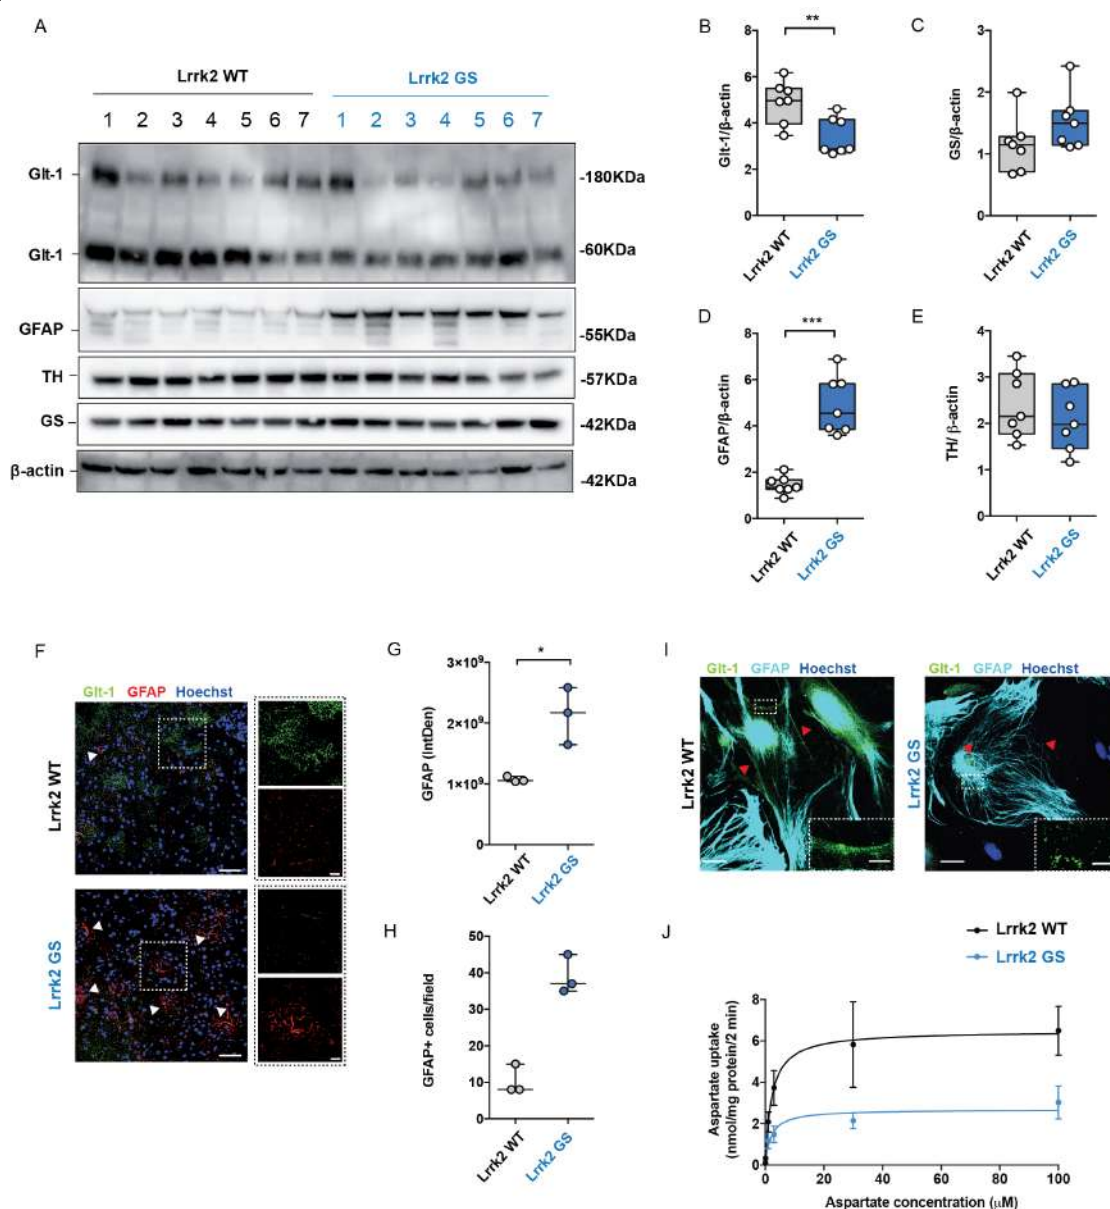 A
Lrrk2 WT
Lrrk2 GS
1 2 3 4 5 6 7 1 2 3 4 5 6 7
Glt-1
-180KDa
Glt-1
-60KDa
GFAP
-55KDa
TH
-57KDa
GS
-42KDa
β-actin
-42KDa
B
**
8
6
4
2
0
Glt-1/β-actin
Lrrk2 WT
Lrrk2 GS
C
3
2
1
0
GS/β-actin
Lrrk2 WT
Lrrk2 GS
D
***
8
6
4
2
0
GFAP/β-actin
Lrrk2 WT
Lrrk2 GS
E
4
3
2
1
0
TH/ β-actin
Lrrk2 WT
Lrrk2 GS
F
Glt-1 GFAP Hoechst
Lrrk2 WT
Lrrk2 GS
G
*
3×10⁹
2×10⁹
1×10⁹
0
GFAP (IntDen)
Lrrk2 WT
Lrrk2 GS
H
50
40
30
20
10
0
GFAP+ cells/field
Lrrk2 WT
Lrrk2 GS
I
Glt-1 GFAP Hoechst
Lrrk2 WT
Glt-1 GFAP Hoechst
Lrrk2 GS
J
Lrrk2 WT
Lrrk2 GS
8
6
4
2
0
Aspartate uptake
(nmol/mg protein/2 min)
0 20 40 60 80 100
Aspartate concentration (μM)